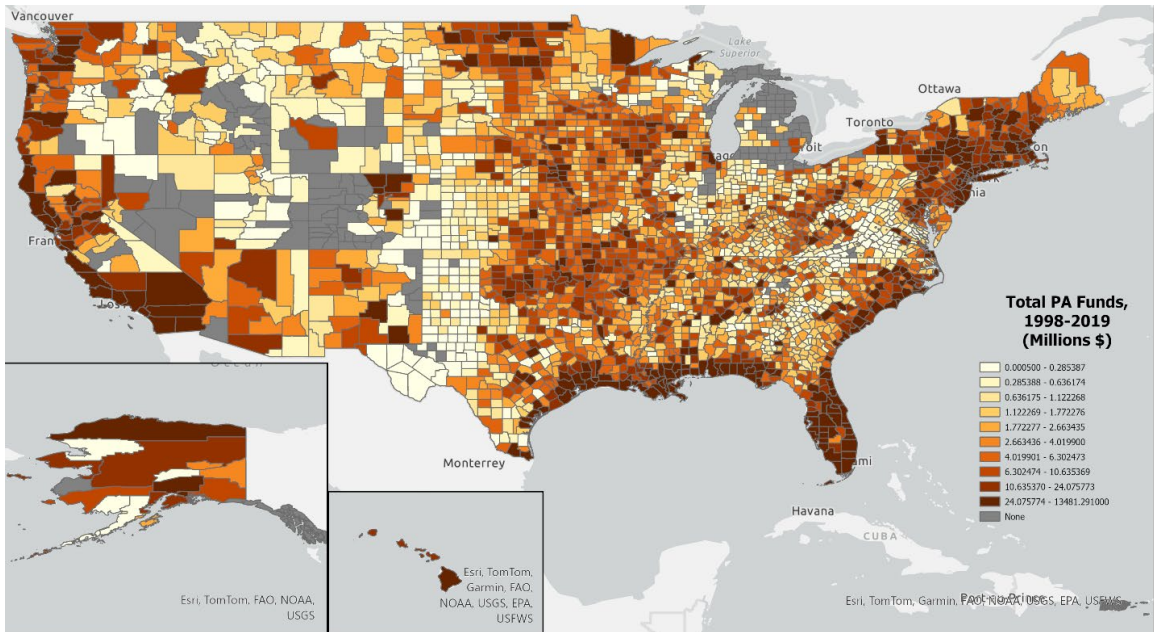 Vancouver
Lake
Superior
Ottawa
Toronto
Total PA Funds,
1998-2019
(Millions $)
0.000500 - 0.285387
0.285388 - 0.636174
0.636175 - 1.122268
1.122269 - 1.772276
1.772277 - 2.663435
2.663436 - 4.019900
4.019901 - 6.302473
6.302474 - 10.635369
10.635370 - 24.075773
24.075774 - 13481.291000
None
Monterrey
Havana
CUBA
Esri, TomTom, FAO, NOAA,
USGS
Esri, TomTom,
Garmin, FAO,
NOAA, USGS, EPA,
USFWS
Port-au-Prince
Esri, TomTom, Garmin, FAO, NOAA, USGS, EPA, USFWS